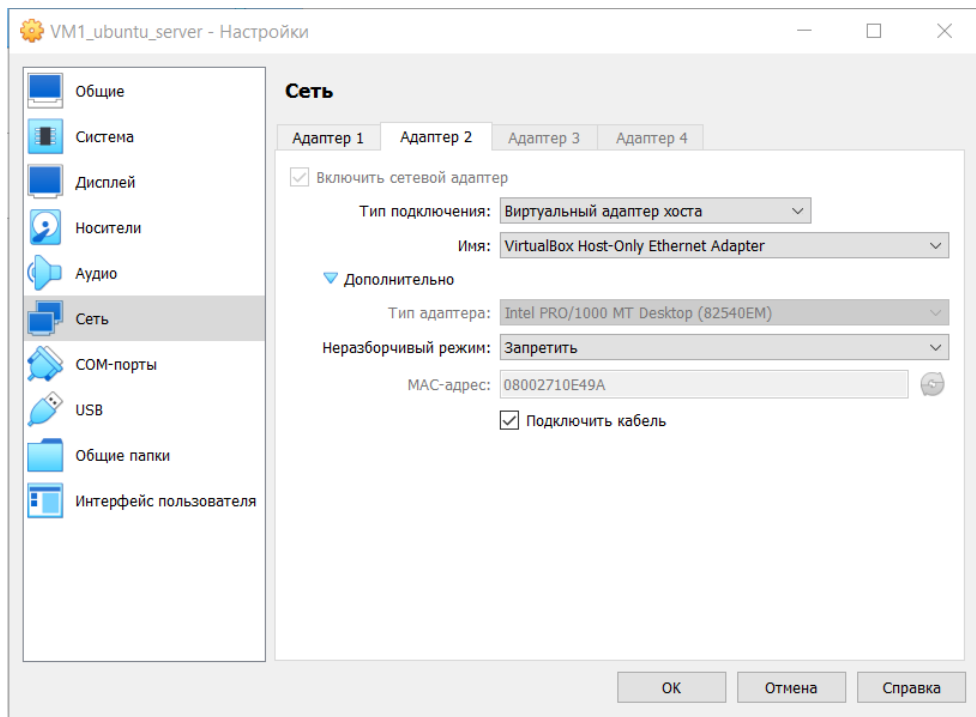 VM1_ubuntu_server - Настройки
Общие
Система
Дисплей
Носители
Аудио
Сеть
COM-порты
USB
Общие папки
Интерфейс пользователя
Сеть
Адаптер 1 Адаптер 2 Адаптер 3 Адаптер 4
Включить сетевой адаптер
Тип подключения: Виртуальный адаптер хоста
Имя: VirtualBox Host-Only Ethernet Adapter
Дополнительно
Тип адаптера: Intel PRO/1000 MT Desktop (82540EM)
Неразборчивый режим: Запретить
MAC-адрес: 08002710E49A
Подключить кабель
ОК Отмена Справка